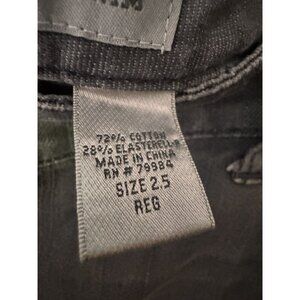 72% COTTON
28% ELASTERELL-P
MADE IN CHINA
RN # 79984
SIZE 2.5
REG